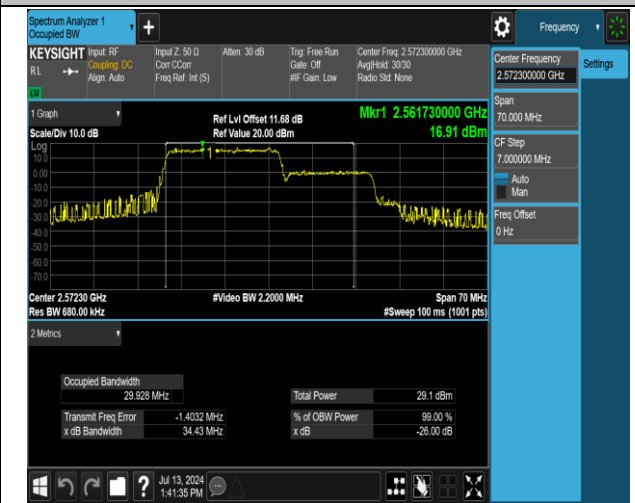 Spectrum Analyzer 1
Occupied BW
+
Frequency
KEYSIGHT
RL
Align: Auto
Input: RF
Coupling: DC
LXI
Input Z: 50 Ω
Corr CCorr
Freq Ref: Int (S)
Atten: 30 dB
Trig: Free Run
Gate: Off
#IF Gain: Low
Center Freq: 2.572300000 GHz
Avg|Hold: 30/30
Radio Std: None
Center Frequency
2.572300000 GHz
Settings
Span
70.000 MHz
CF Step
7.000000 MHz
Auto
Man
Freq Offset
0 Hz
1 Graph
Scale/Div 10.0 dB
Ref Lvl Offset 11.68 dB
Ref Value 20.00 dBm
Mkr1 2.561730000 GHz
16.91 dBm
Log
10.0
0.00
-10.0
-20.0
-30.0
-40.0
-50.0
-60.0
-70.0
1
Center 2.57230 GHz
Res BW 680.00 kHz
#Video BW 2.2000 MHz
Span 70 MHz
#Sweep 100 ms (1001 pts)
2 Metrics
Occupied Bandwidth
29.928 MHz
Transmit Freq Error -1.4032 MHz
x dB Bandwidth 34.43 MHz
Total Power 29.1 dBm
% of OBW Power 99.00 %
x dB -26.00 dB
?
Jul 13, 2024
1:41:35 PM